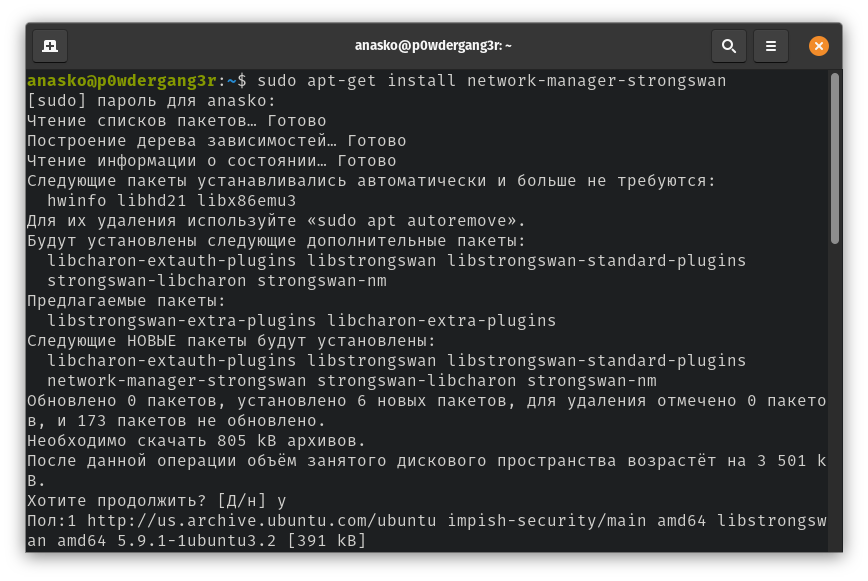 anasko@p0wdergang3r: ~
anasko@p0wdergang3r:~$ sudo apt-get install network-manager-strongswan
[sudo] пароль для anasko:
Чтение списков пакетов… Готово
Построение дерева зависимостей… Готово
Чтение информации о состоянии… Готово
Следующие пакеты устанавливались автоматически и больше не требуются:
  hwinfo libhd21 libx86emu3
Для их удаления используйте «sudo apt autoremove».
Будут установлены следующие дополнительные пакеты:
  libcharon-extauth-plugins libstrongswan libstrongswan-standard-plugins
  strongswan-libcharon strongswan-nm
Предлагаемые пакеты:
  libstrongswan-extra-plugins libcharon-extra-plugins
Следующие НОВЫЕ пакеты будут установлены:
  libcharon-extauth-plugins libstrongswan libstrongswan-standard-plugins
  network-manager-strongswan strongswan-libcharon strongswan-nm
Обновлено 0 пакетов, установлено 6 новых пакетов, для удаления отмечено 0 пакето
в, и 173 пакетов не обновлено.
Необходимо скачать 805 kB архивов.
После данной операции объём занятого дискового пространства возрастёт на 3 501 k
B.
Хотите продолжить? [Д/н] y
Пол:1 http://us.archive.ubuntu.com/ubuntu impish-security/main amd64 libstrongsw
an amd64 5.9.1-1ubuntu3.2 [391 kB]